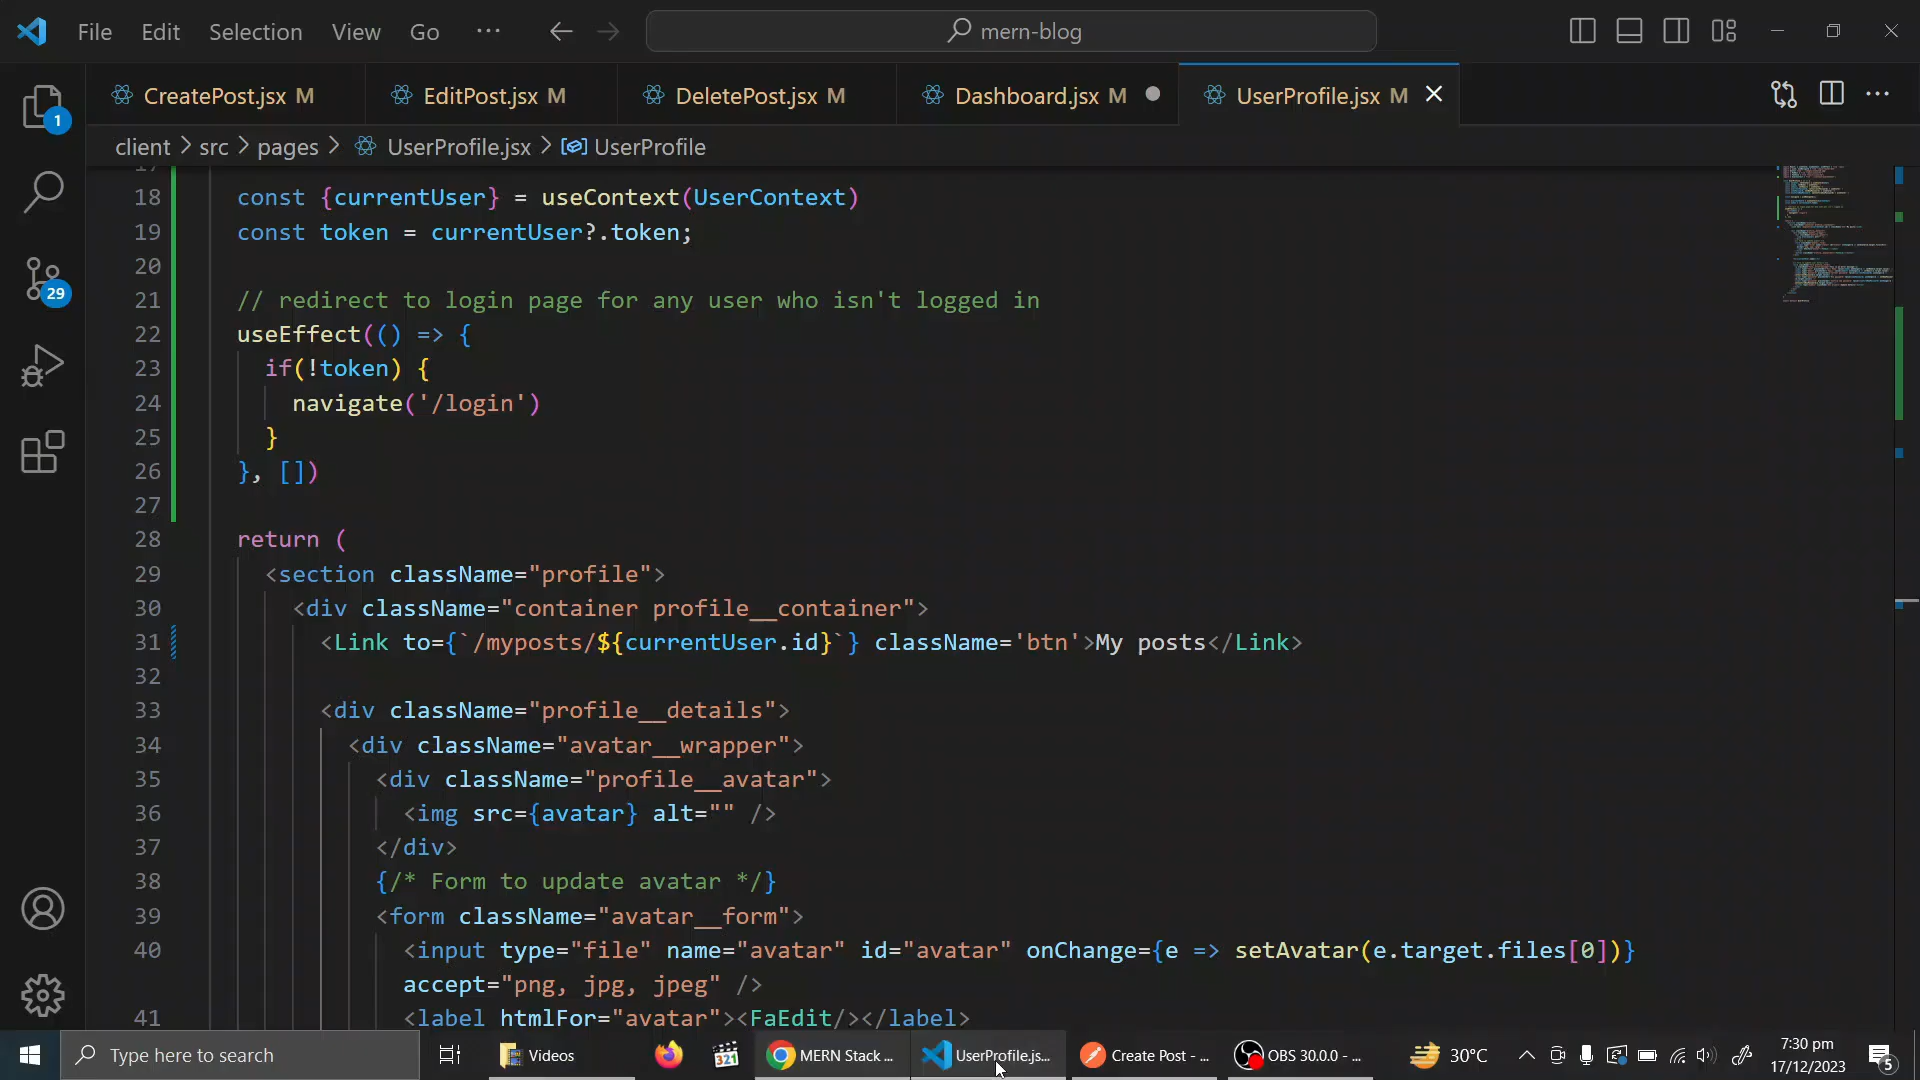 File Edit Selection View Go ··· mern-blog
CreatePost.jsx M EditPost.jsx M DeletePost.jsx M Dashboard.jsx M UserProfile.jsx M
client > src > pages > UserProfile.jsx > UserProfile
1
29
18 const {currentUser} = useContext(UserContext)
19 const token = currentUser?.token;
20
21 // redirect to login page for any user who isn't logged in
22 useEffect(() => {
23 if(!token) {
24 navigate('/login')
25 }
26 }, [])
27
28 return (
29 <section className="profile">
30 <div className="container profile__container">
31 <Link to={`/myposts/${currentUser.id}`} className='btn'>My posts</Link>
32
33 <div className="profile__details">
34 <div className="avatar__wrapper">
35 <div className="profile__avatar">
36 <img src={avatar} alt="" />
37 </div>
38 {/* Form to update avatar */}
39 <form className="avatar__form">
40 <input type="file" name="avatar" id="avatar" onChange={e => setAvatar(e.target.files[0])}
accept="png, jpg, jpeg" />
41 <label htmlFor="avatar"><FaEdit/></label>
Type here to search Videos 321 MERN Stack ... UserProfile.js... Create Post - ... OBS 30.0.0 - ... 30°C 7:30 pm
17/12/2023 5